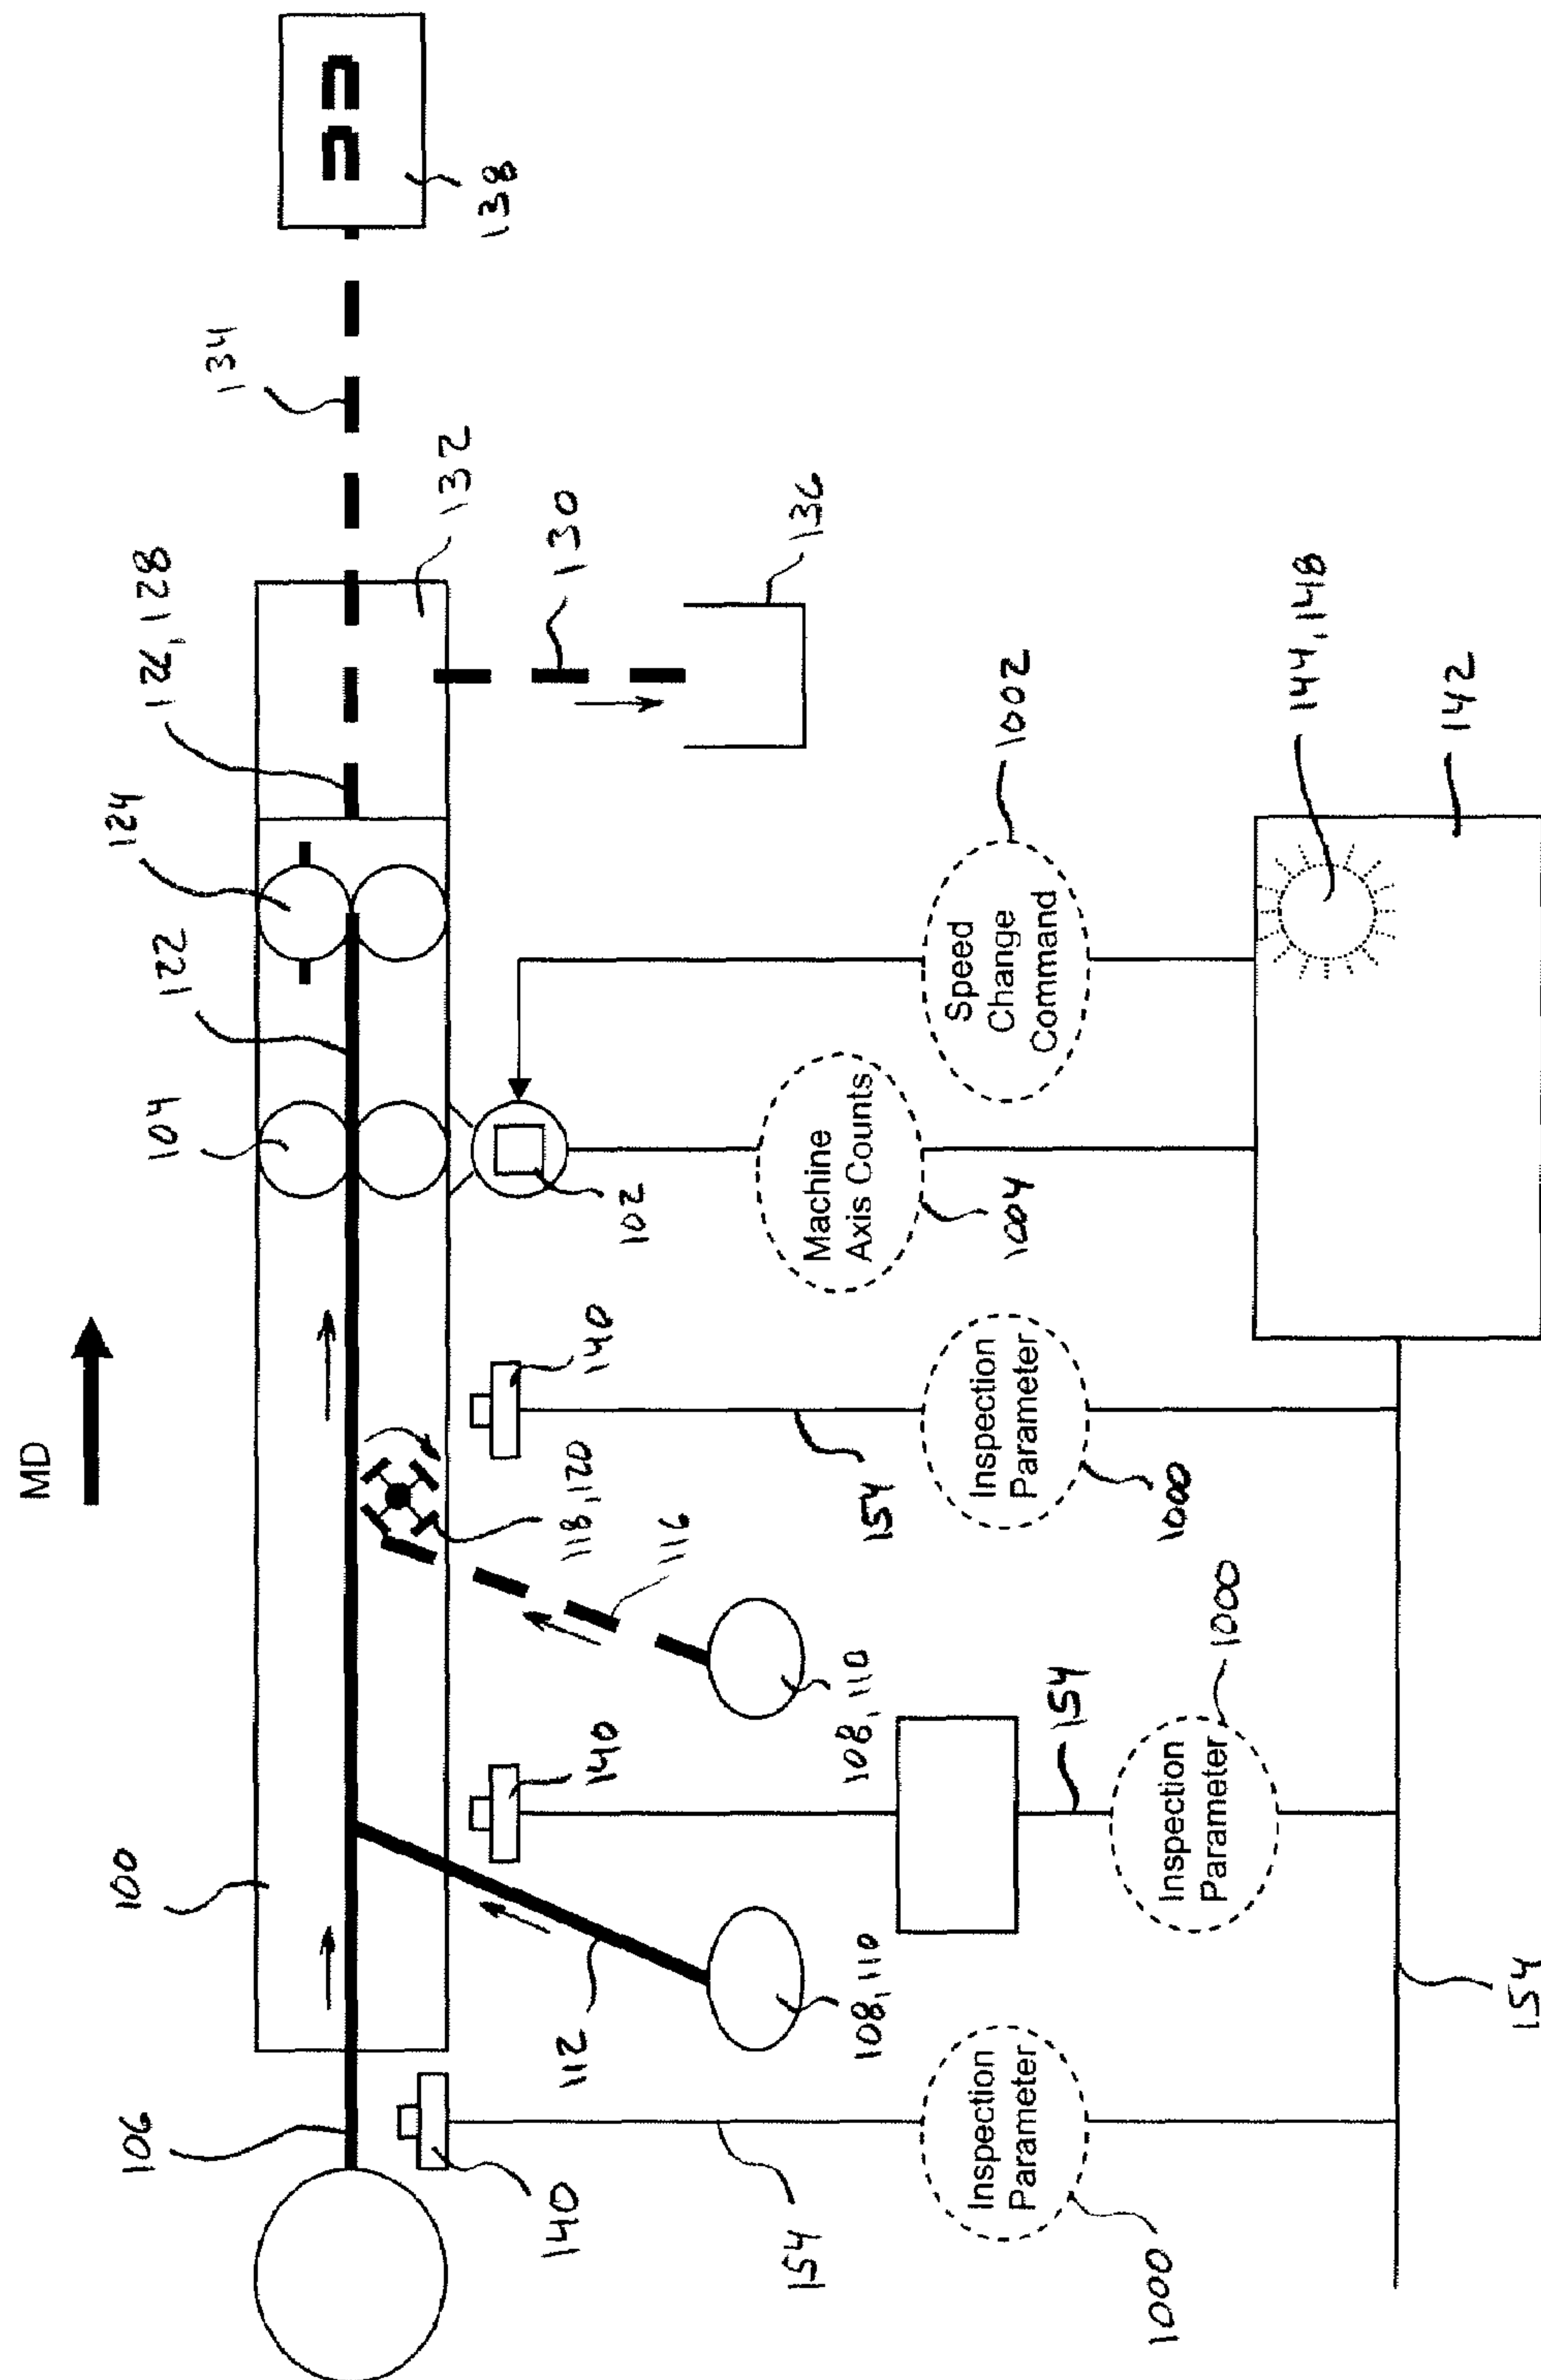 MD
106
100
104
122
124
126, 128
134
132
138
130
136
140
112
108, 110
140
108, 110
116
118, 120
140
102
154
Inspection
Parameter
1000
154
Inspection
Parameter
1000
154
Inspection
Parameter
1000
Machine
Axis Counts
1004
Speed
Change
Command
1002
144, 148
142
154